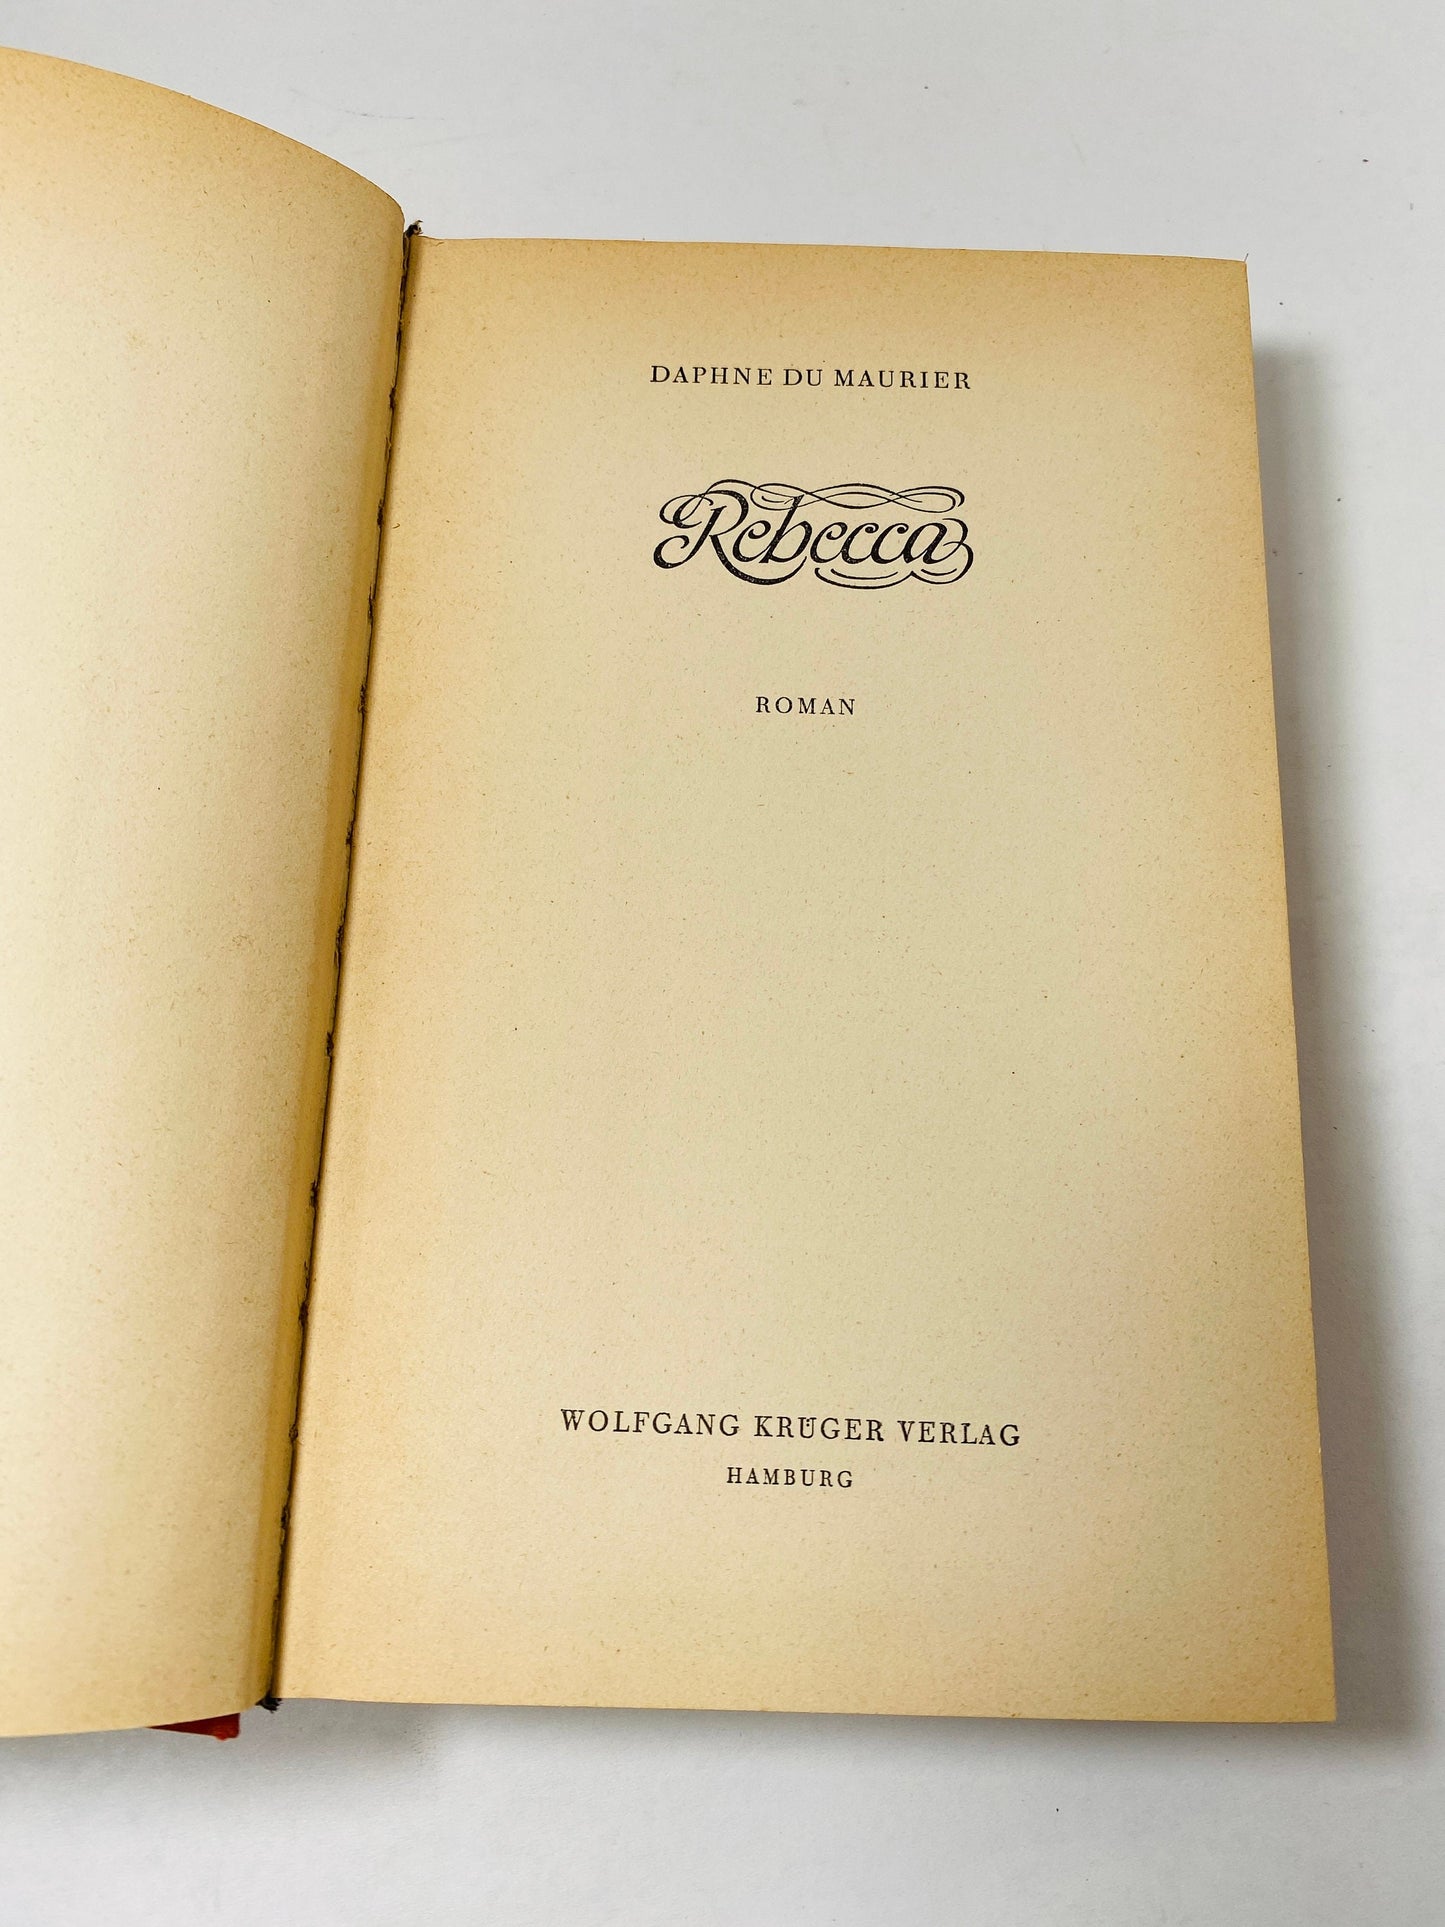 DAPHNE DU MAURIER
Rebecca
ROMAN
WOLFGANG KRÜGER VERLAG
HAMBURG